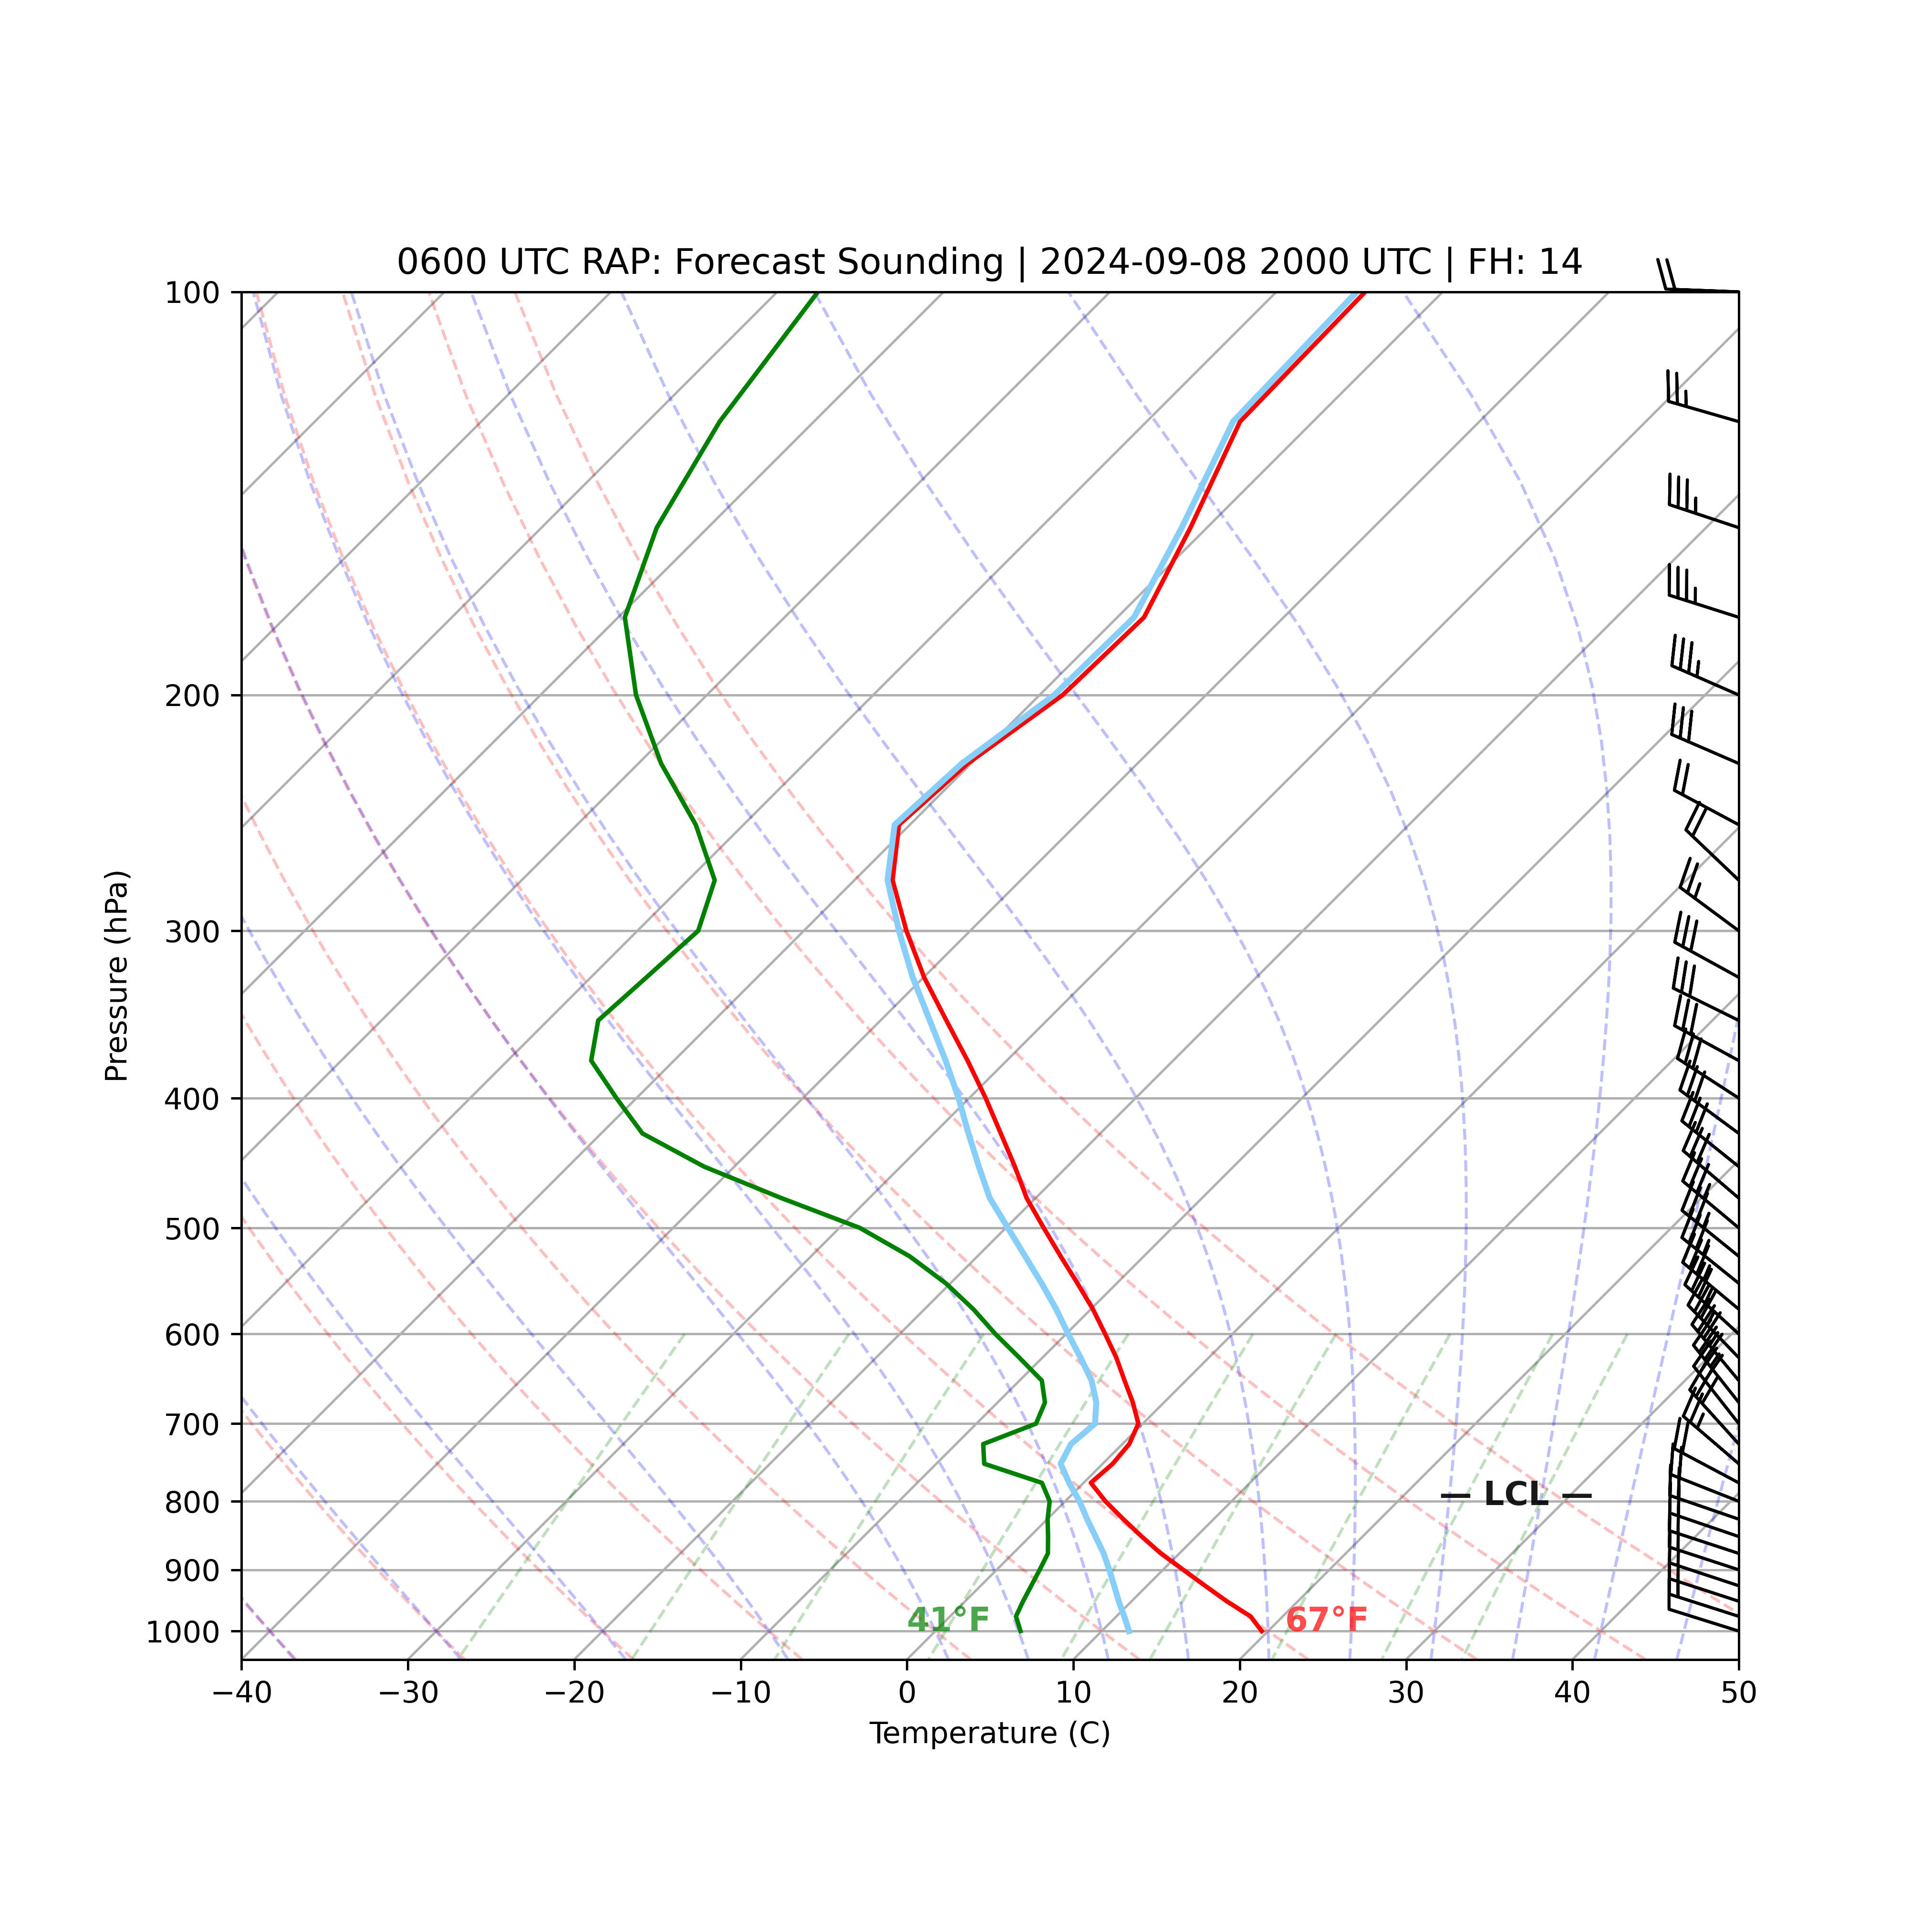 0600 UTC RAP: Forecast Sounding | 2024-09-08 2000 UTC | FH: 14
100
200
300
400
500
600
700
800
900
1000
Pressure (hPa)
— LCL —
41°F
67°F
−40 −30 −20 −10 0 10 20 30 40 50
Temperature (C)